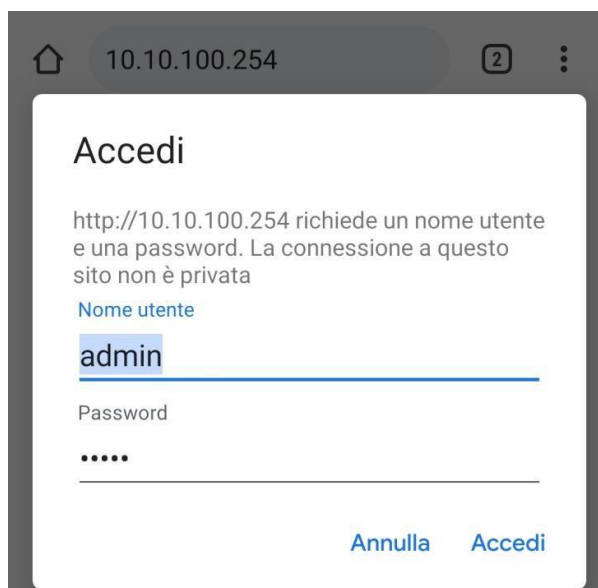 10.10.100.254
2
Accedi
http://10.10.100.254 richiede un nome utente
e una password. La connessione a questo
sito non è privata
Nome utente
admin
Password
•••••
Annulla Accedi